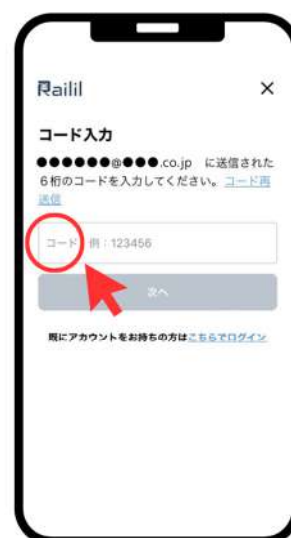 Railil
コード入力
●●●●●●@●●●.co.jp に送信された
6桁のコードを入力してください。コード再
送信
コード 例：123456
次へ
既にアカウントをお持ちの方はこちらでログイン